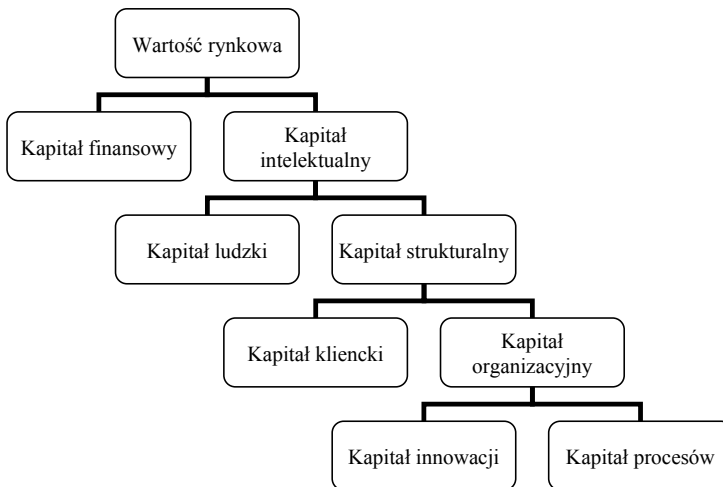 Wartość rynkowa
Kapitał finansowy
Kapitał
intelektualny
Kapitał ludzki
Kapitał strukturalny
Kapitał kliencki
Kapitał
organizacyjny
Kapitał innowacji
Kapitał procesów